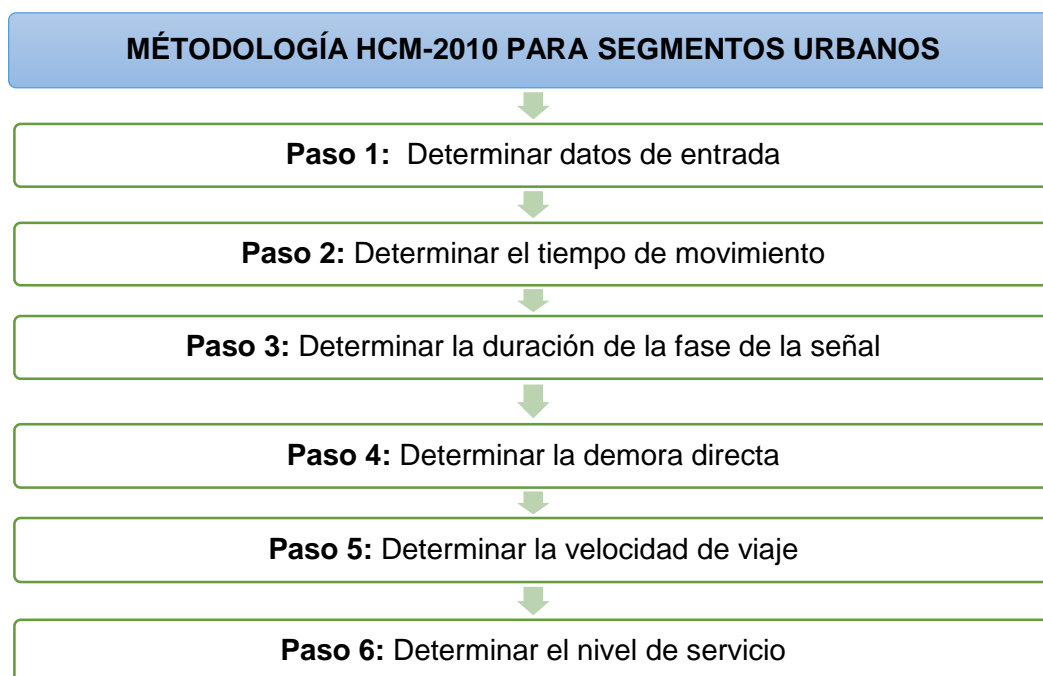 MÉTODOLOGÍA HCM-2010 PARA SEGMENTOS URBANOS
Paso 1: Determinar datos de entrada
Paso 2: Determinar el tiempo de movimiento
Paso 3: Determinar la duración de la fase de la señal
Paso 4: Determinar la demora directa
Paso 5: Determinar la velocidad de viaje
Paso 6: Determinar el nivel de servicio